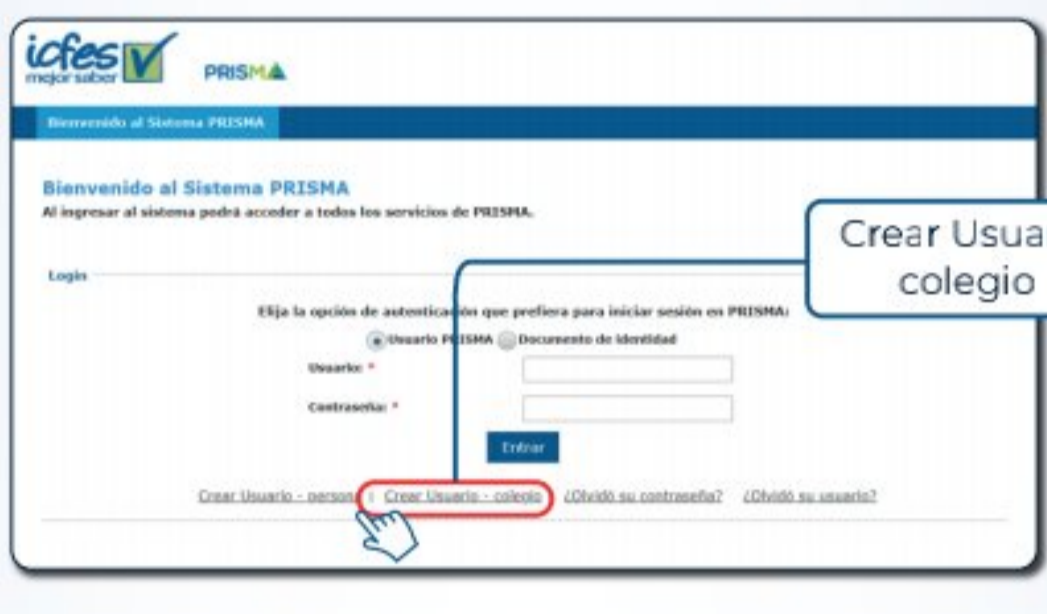 icfes
mejor saber
PRISMA
Bienvenido al Sistema PRISMA
Bienvenido al Sistema PRISMA
Al ingresar al sistema podrá acceder a todos los servicios de PRISMA.
Crear Usua
colegio
Login
Elija la opción de autenticación que prefiera para iniciar sesión en PRISMA:
Usuario PRISMA Documento de identidad
Usuario: *
Contraseña: *
Entrar
Crear Usuario - person | Crear Usuario - colegio ¿Olvidó su contraseña? ¿Olvidó su usuario?